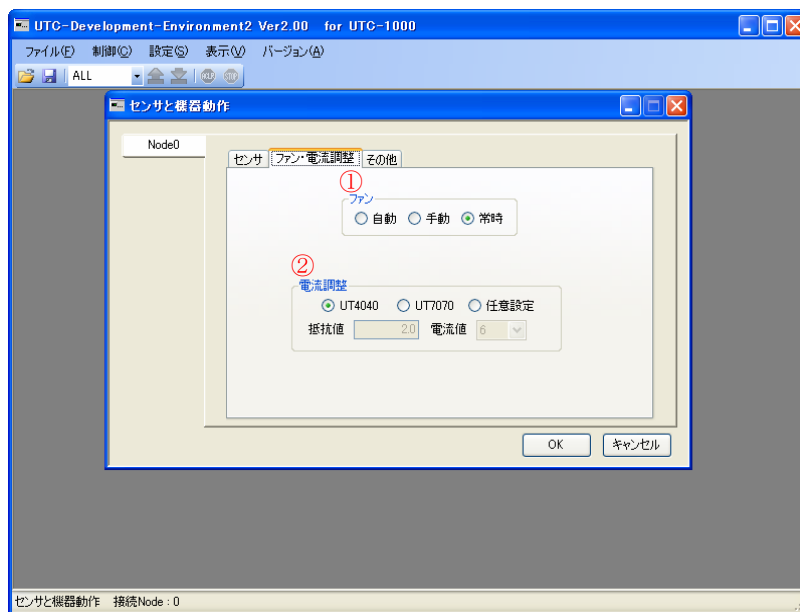 UTC-Development-Environment2 Ver2.00 for UTC-1000
ファイル(F) 制御(C) 設定(S) 表示(V) バージョン(A)
ALL STOP
センサと機器動作
Node0
センサ ファン・電流調整 その他
①
ファン
自動 手動 常時
②
電流調整
UT4040 UT7070 任意設定
抵抗値 2.0 電流値 6
OK キャンセル
センサと機器動作 接続Node : 0